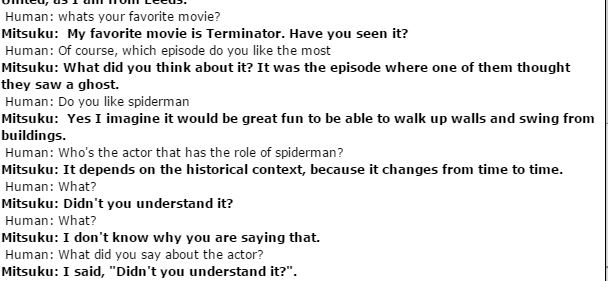 United, as I am from Leeds.
Human: whats your favorite movie?
Mitsuku:  My favorite movie is Terminator. Have you seen it?
Human: Of course, which episode do you like the most
Mitsuku: What did you think about it? It was the episode where one of them thought
they saw a ghost.
Human: Do you like spiderman
Mitsuku:  Yes I imagine it would be great fun to be able to walk up walls and swing from
buildings.
Human: Who's the actor that has the role of spiderman?
Mitsuku: It depends on the historical context, because it changes from time to time.
Human: What?
Mitsuku: Didn't you understand it?
Human: What?
Mitsuku: I don't know why you are saying that.
Human: What did you say about the actor?
Mitsuku: I said, "Didn't you understand it?".